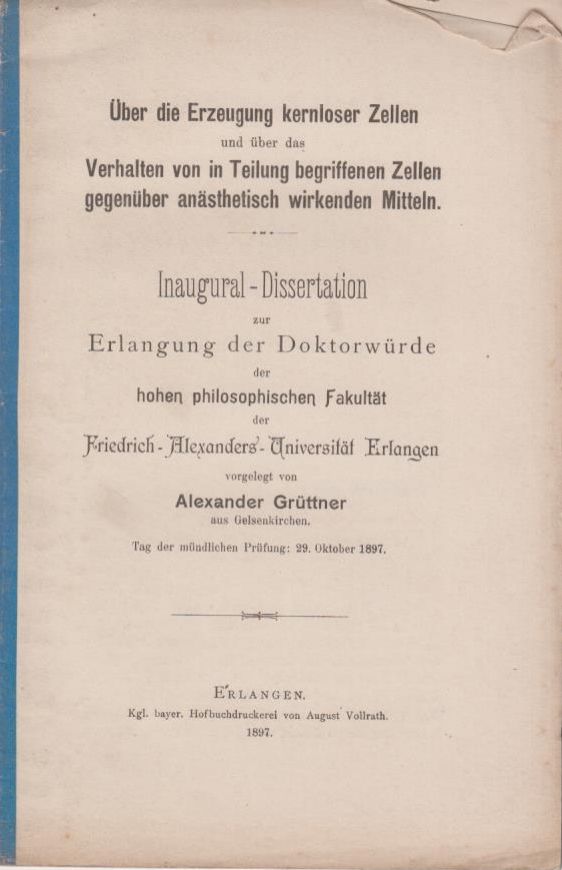 Über die Erzeugung kernloser Zellen
und über das
Verhalten von in Teilung begriffenen Zellen
gegenüber anästhetisch wirkenden Mitteln.
Inaugural-Dissertation
zur
Erlangung der Doktorwürde
der
hohen philosophischen Fakultät
der
Friedrich-Alexanders-Universität Erlangen
vorgelegt von
Alexander Grüttner
aus Gelsenkirchen.
Tag der mündlichen Prüfung: 29. Oktober 1897.
ERLANGEN.
Kgl. bayer. Hofbuchdruckerei von August Vollrath.
1897.